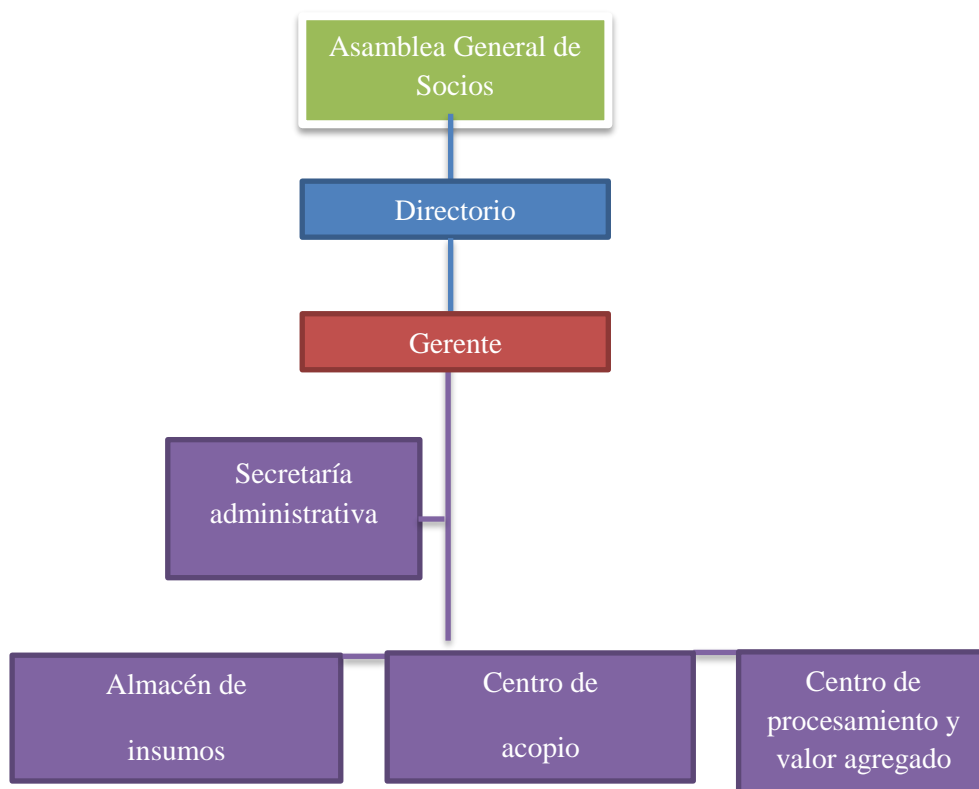 Asamblea General de
Socios
Directorio
Gerente
Secretaría
administrativa
Almacén de
insumos
Centro de
acopio
Centro de
procesamiento y
valor agregado